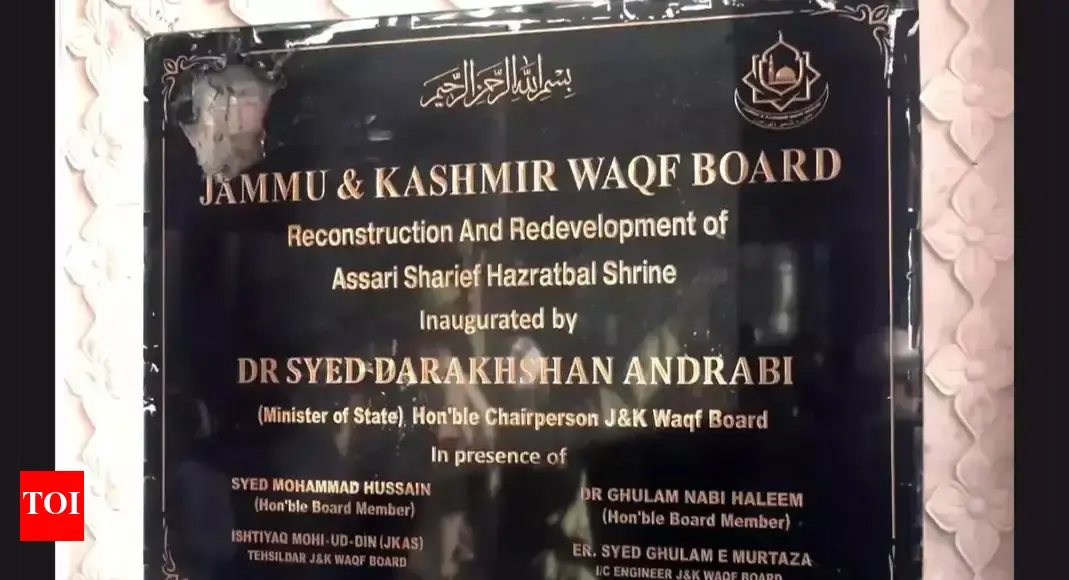 بسم الله الرحمن الرحيم
JAMMU & KASHMIR WAQF BOARD
Reconstruction And Redevelopment of
Assari Sharief Hazratbal Shrine
Inaugurated by
DR SYED DARAKHSHAN ANDRABI
(Minister of State), Hon'ble Chairperson J&K Waqf Board
In presence of
SYED MOHAMMAD HUSSAIN
(Hon'ble Board Member)
ISHTIYAQ MOHI-UD-DIN (JKAS)
TEHSILDAR J&K WAQF BOARD
DR GHULAM NABI HALEEM
(Hon'ble Board Member)
ER. SYED GHULAM E MURTAZA
I/C ENGINEER J&K WAQF BOARD
TOI